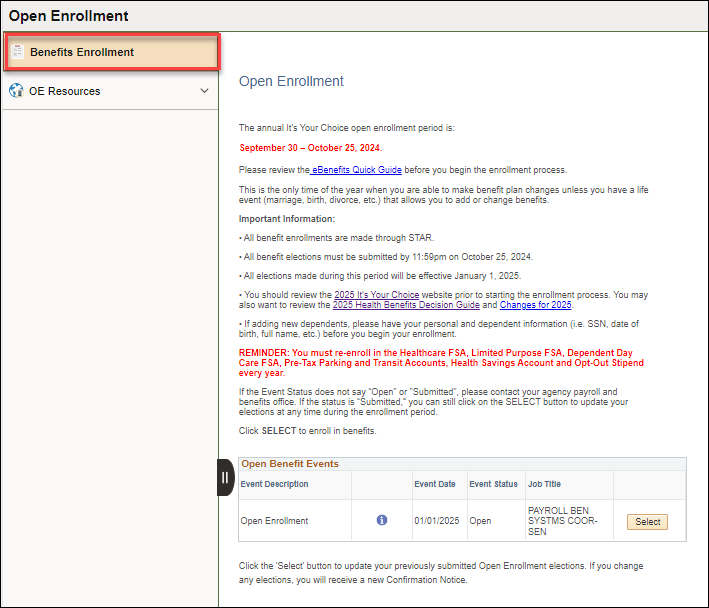 Open Enrollment
Benefits Enrollment
OE Resources
Open Enrollment
The annual It's Your Choice open enrollment period is:
September 30 – October 25, 2024.
Please review the eBenefits Quick Guide before you begin the enrollment process.
This is the only time of the year when you are able to make benefit plan changes unless you have a life
event (marriage, birth, divorce, etc.) that allows you to add or change benefits.
Important Information:
• All benefit enrollments are made through STAR.
• All benefit elections must be submitted by 11:59pm on October 25, 2024.
• All elections made during this period will be effective January 1, 2025.
• You should review the 2025 It's Your Choice website prior to starting the enrollment process. You may
also want to review the 2025 Health Benefits Decision Guide and Changes for 2025.
• If adding new dependents, please have your personal and dependent information (i.e. SSN, date of
birth, full name, etc.) before you begin your enrollment.
REMINDER: You must re-enroll in the Healthcare FSA, Limited Purpose FSA, Dependent Day
Care FSA, Pre-Tax Parking and Transit Accounts, Health Savings Account and Opt-Out Stipend
every year.
If the Event Status does not say "Open" or "Submitted", please contact your agency payroll and
benefits office. If the status is "Submitted," you can still click on the SELECT button to update your
elections at any time during the enrollment period.
Click SELECT to enroll in benefits.
Open Benefit Events
Event Description Event Date Event Status Job Title
Open Enrollment 01/01/2025 Open PAYROLL BEN SYSTMS COOR-SEN Select
Click the 'Select' button to update your previously submitted Open Enrollment elections. If you change
any elections, you will receive a new Confirmation Notice.